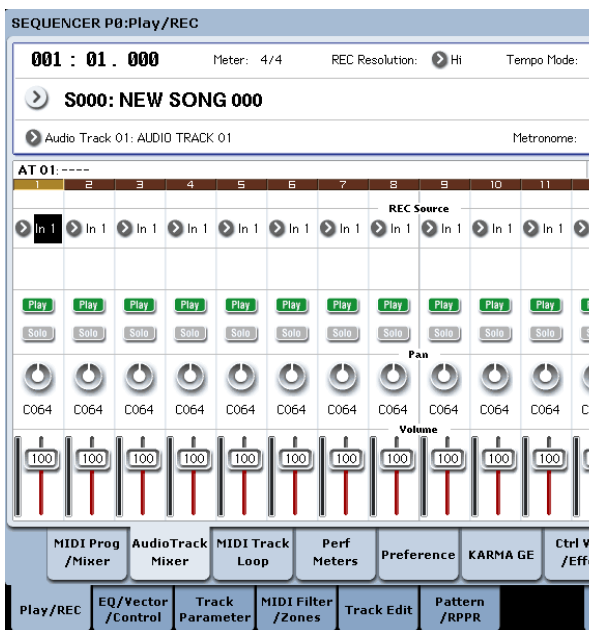 SEQUENCER P0:Play/REC
001 : 01 . 000 Meter: 4/4 REC Resolution: Hi Tempo Mode:
S000: NEW SONG 000
Audio Track 01: AUDIO TRACK 01 Metronome:
AT 01:----
1 2 3 4 5 6 7 8 9 10 11
REC Source
In 1 In 1 In 1 In 1 In 1 In 1 In 1 In 1 In 1 In 1 In 1
Play Play Play Play Play Play Play Play Play Play Play
Solo Solo Solo Solo Solo Solo Solo Solo Solo Solo Solo
Pan
C064 C064 C064 C064 C064 C064 C064 C064 C064 C064 C064 C
Volume
100 100 100 100 100 100 100 100 100 100 100
MIDI Prog AudioTrack MIDI Track Perf Preference KARMA GE Ctrl
/Mixer Mixer Loop Meters /Eff
Play/REC EQ/Vector Track MIDI Filter Track Edit Pattern
/Control Parameter /Zones /RPPR